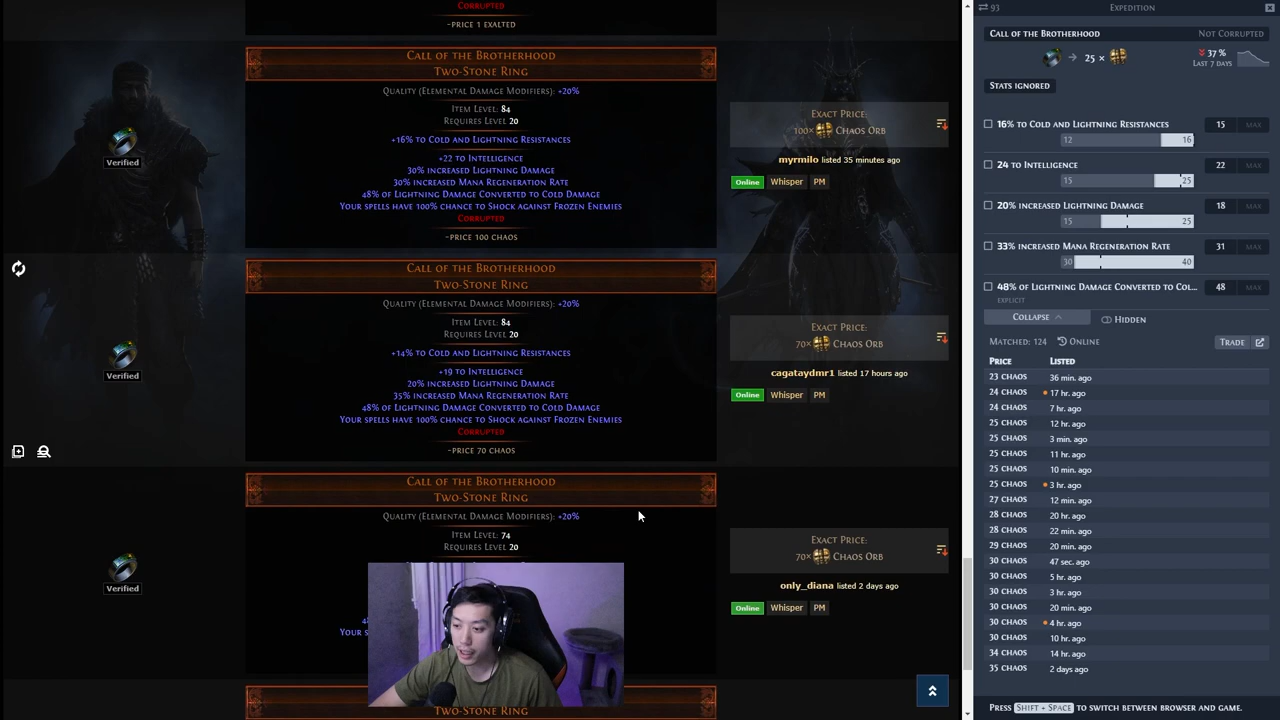 Corrupted
~price 1 exalted
Call of the Brotherhood
Two-Stone Ring
Quality (Elemental Damage Modifiers): +20%
Item Level: 84
Requires Level 20
+16% to Cold and Lightning Resistances
+22 to Intelligence
30% increased Lightning Damage
30% increased Mana Regeneration Rate
48% of Lightning Damage Converted to Cold Damage
Your spells have 100% chance to Shock against Frozen Enemies
Corrupted
~price 100 chaos
Verified
Exact Price:
100× Chaos Orb
myrmilo listed 35 minutes ago
Online Whisper PM
Call of the Brotherhood
Two-Stone Ring
Quality (Elemental Damage Modifiers): +20%
Item Level: 84
Requires Level 20
+14% to Cold and Lightning Resistances
+19 to Intelligence
20% increased Lightning Damage
35% increased Mana Regeneration Rate
48% of Lightning Damage Converted to Cold Damage
Your spells have 100% chance to Shock against Frozen Enemies
Corrupted
~price 70 chaos
Verified
Exact Price:
70× Chaos Orb
cagataydmr1 listed 17 hours ago
Online Whisper PM
Call of the Brotherhood
Two-Stone Ring
Quality (Elemental Damage Modifiers): +20%
Item Level: 74
Requires Level 20
Your s
Verified
Exact Price:
70× Chaos Orb
only_diana listed 2 days ago
Online Whisper PM
Two-Stone Ring
93 Expedition
Call of the Brotherhood Not Corrupted
25 × 37 %
Last 7 days
Stats ignored
16% to Cold and Lightning Resistances 15 MAX
12 16
24 to Intelligence 22 MAX
15 25
20% increased Lightning Damage 18 MAX
15 25
33% increased Mana Regeneration Rate 31 MAX
30 40
48% of Lightning Damage Converted to Col... 48 MAX
EXPLICIT
Collapse Hidden
Matched: 124 Online Trade
Price Listed
23 chaos 36 min. ago
24 chaos 17 hr. ago
24 chaos 7 hr. ago
25 chaos 12 hr. ago
25 chaos 3 min. ago
25 chaos 11 hr. ago
25 chaos 10 min. ago
25 chaos 3 hr. ago
27 chaos 12 min. ago
28 chaos 20 hr. ago
28 chaos 22 min. ago
29 chaos 20 min. ago
30 chaos 47 sec. ago
30 chaos 5 hr. ago
30 chaos 3 hr. ago
30 chaos 20 min. ago
30 chaos 4 hr. ago
30 chaos 10 hr. ago
34 chaos 14 hr. ago
35 chaos 2 days ago
Press Shift + Space to switch between browser and game.